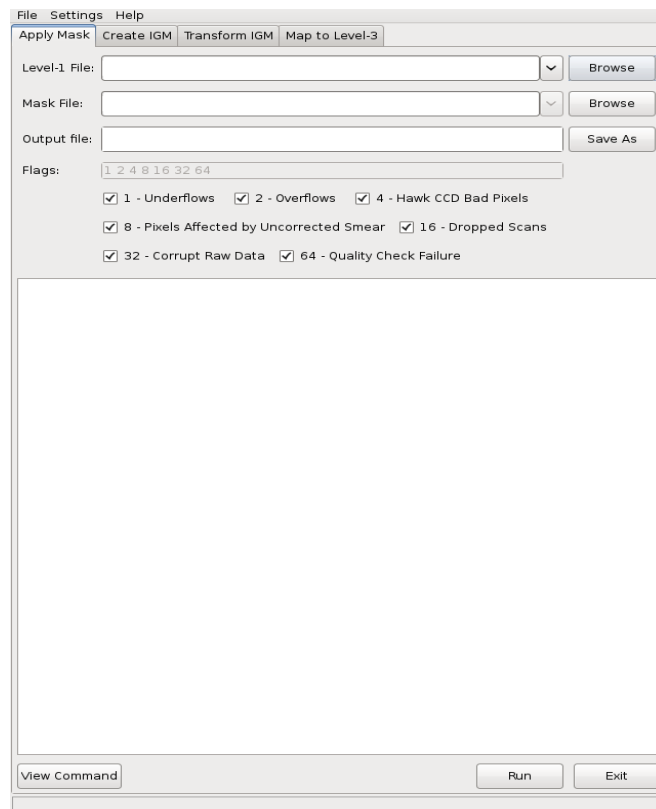 File Settings Help
Apply Mask Create IGM Transform IGM Map to Level-3
Level-1 File: Browse
Mask File: Browse
Output file: Save As
Flags: 1 2 4 8 16 32 64
1 - Underflows 2 - Overflows 4 - Hawk CCD Bad Pixels
8 - Pixels Affected by Uncorrected Smear 16 - Dropped Scans
32 - Corrupt Raw Data 64 - Quality Check Failure
View Command Run Exit